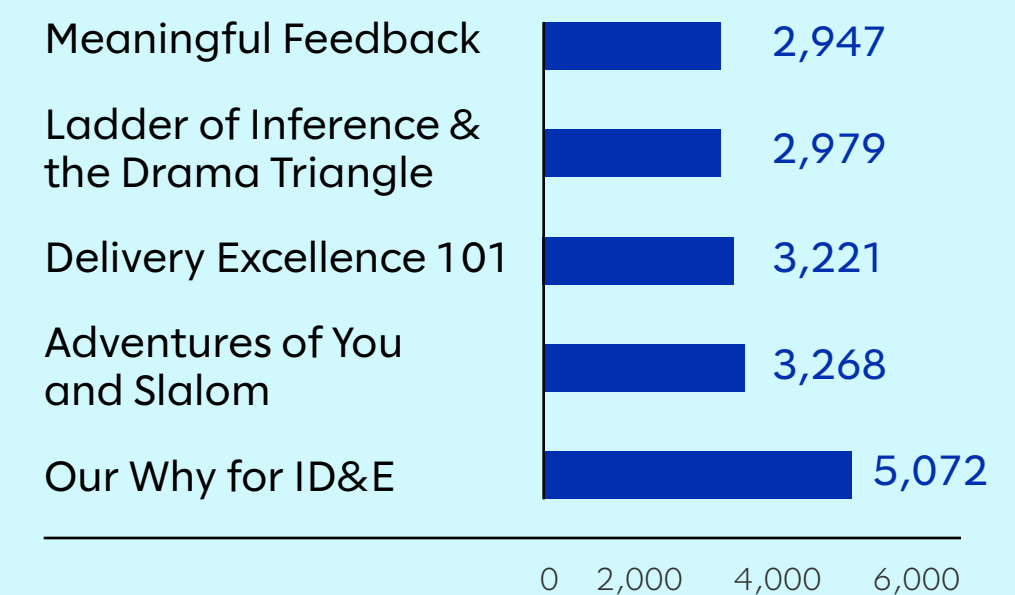 Meaningful Feedback 2,947
Ladder of Inference &
the Drama Triangle 2,979
Delivery Excellence 101 3,221
Adventures of You
and Slalom 3,268
Our Why for ID&E 5,072
0 2,000 4,000 6,000